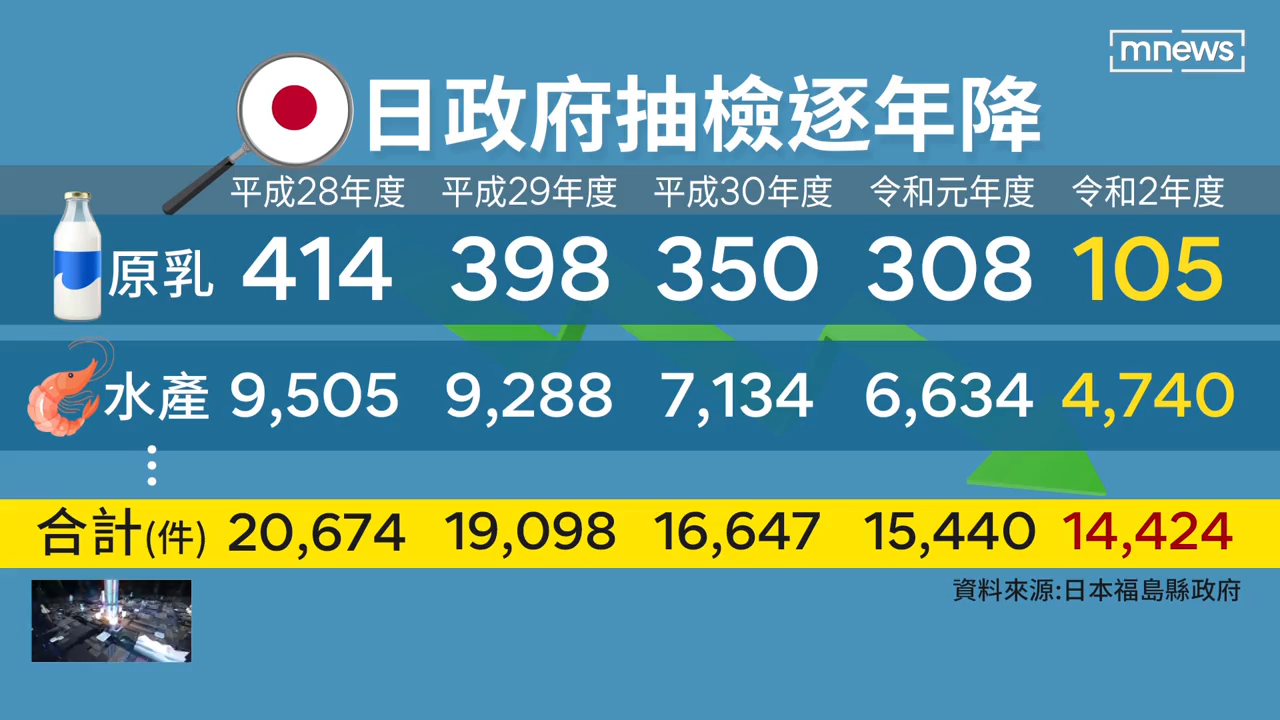 mnews
日政府抽檢逐年降
平成28年度 平成29年度 平成30年度 令和元年度 令和2年度
原乳 414 398 350 308 105
水產 9,505 9,288 7,134 6,634 4,740
合計(件) 20,674 19,098 16,647 15,440 14,424
資料來源:日本福島縣政府